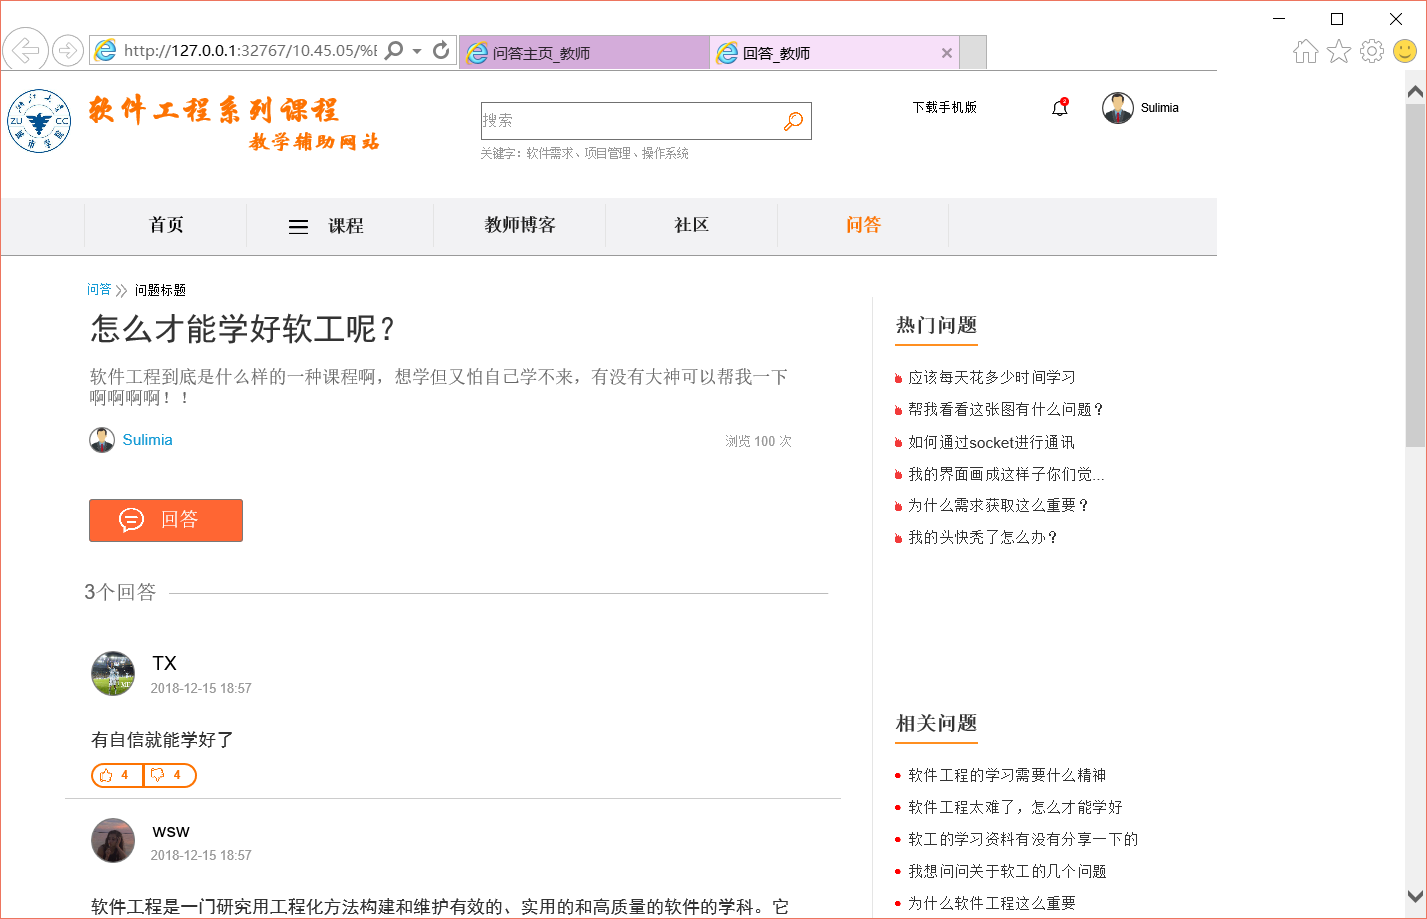 http://127.0.0.1:32767/10.45.05/%E
问答主页_教师
回答_教师
软件工程系列课程
教学辅助网站
ZU
CC
搜索
关键字：软件需求、项目管理、操作系统
下载手机版
Sulimia
首页
课程
教师博客
社区
问答
问答
问题标题
怎么才能学好软工呢？
软件工程到底是什么样的一种课程啊，想学但又怕自己学不来，有没有大神可以帮我一下
啊啊啊啊！！
Sulimia
浏览 100 次
回答
3个回答
TX
2018-12-15 18:57
有自信就能学好了
4
4
wsw
2018-12-15 18:57
软件工程是一门研究用工程化方法构建和维护有效的、实用的和高质量的软件的学科。它
热门问题
应该每天花多少时间学习
帮我看看这张图有什么问题？
如何通过socket进行通讯
我的界面画成这样子你们觉...
为什么需求获取这么重要？
我的头快秃了怎么办？
相关问题
软件工程的学习需要什么精神
软件工程太难了，怎么才能学好
软工的学习资料有没有分享一下的
我想问问关于软工的几个问题
为什么软件工程这么重要